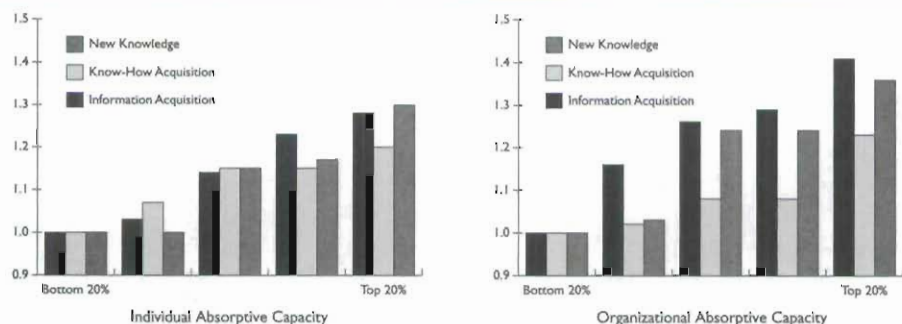 1.5
1.4
1.3
1.2
1.1
1.0
0.9
New Knowledge
Know-How Acquisition
Information Acquisition
Bottom 20%
Top 20%
Individual Absorptive Capacity
1.5
1.4
1.3
1.2
1.1
1.0
0.9
New Knowledge
Know-How Acquisition
Information Acquisition
Bottom 20%
Top 20%
Organizational Absorptive Capacity